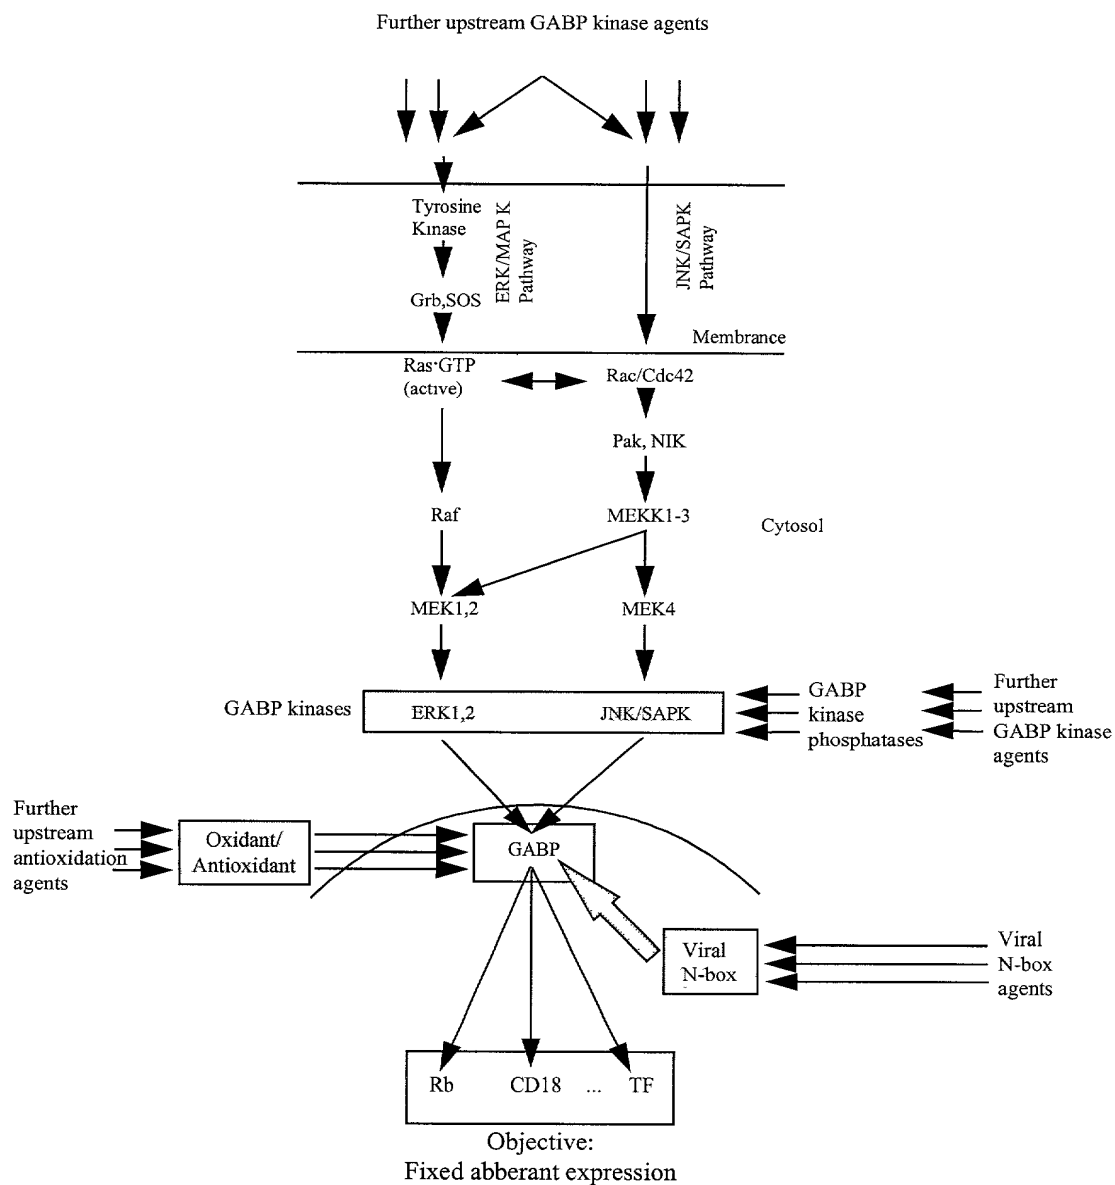 Further upstream GABP kinase agents
Tyrosine
Kinase
ERK/MAP K
Pathway
JNK/SAPK
Pathway
Grb,SOS
Membrance
Ras·GTP
(active)
Rac/Cdc42
Pak, NIK
Raf
MEKK1-3
Cytosol
MEK1,2
MEK4
GABP kinases
ERK1,2
JNK/SAPK
GABP
kinase
phosphatases
Further
upstream
GABP kinase
agents
Further
upstream
antioxidation
agents
Oxidant/
Antioxidant
GABP
Viral
N-box
Viral
N-box
agents
Rb CD18 ... TF
Objective:
Fixed abberant expression